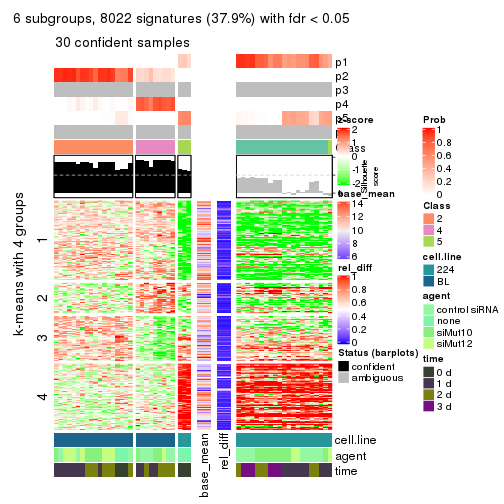 6 subgroups, 8022 signatures (37.9%) with fdr < 0.05
30 confident samples
p1
p2
p3
p4
p5
Class
Silhouette
score
1
0
k-means with 4 groups
1
2
3
4
base_mean
rel_diff
cell.line
agent
time
z-score
2
1
0
-1
-2
base_mean
14
12
10
8
6
rel_diff
1
0.8
0.6
0.4
0.2
0
Status (barplots)
confident
ambiguous
Prob
1
0.8
0.6
0.4
0.2
0
Class
2
4
5
cell.line
224
BL
agent
control siRNA
none
siMut10
siMut12
time
0 d
1 d
2 d
3 d